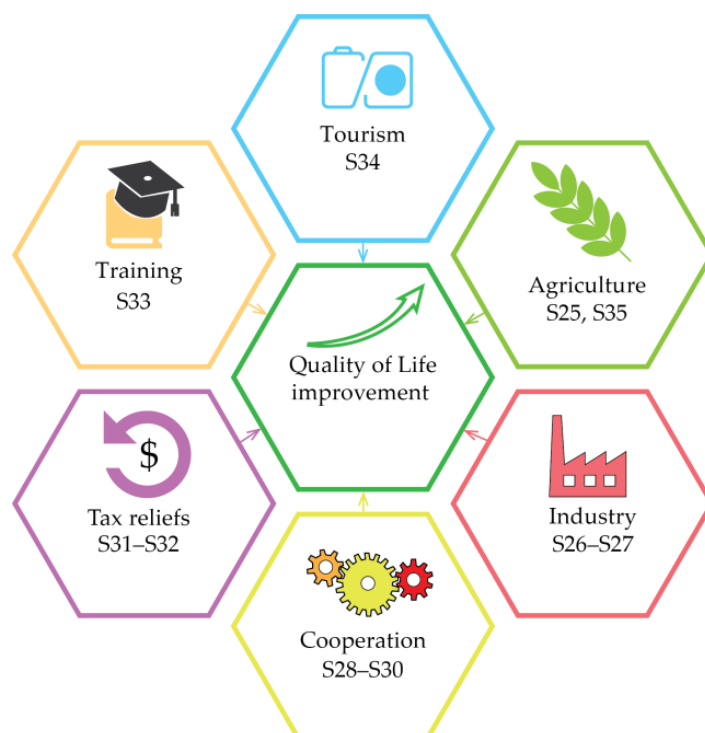 Tourism
S34
Training
S33
Agriculture
S25, S35
Quality of Life
improvement
$
Tax reliefs
S31–S32
Industry
S26–S27
Cooperation
S28–S30